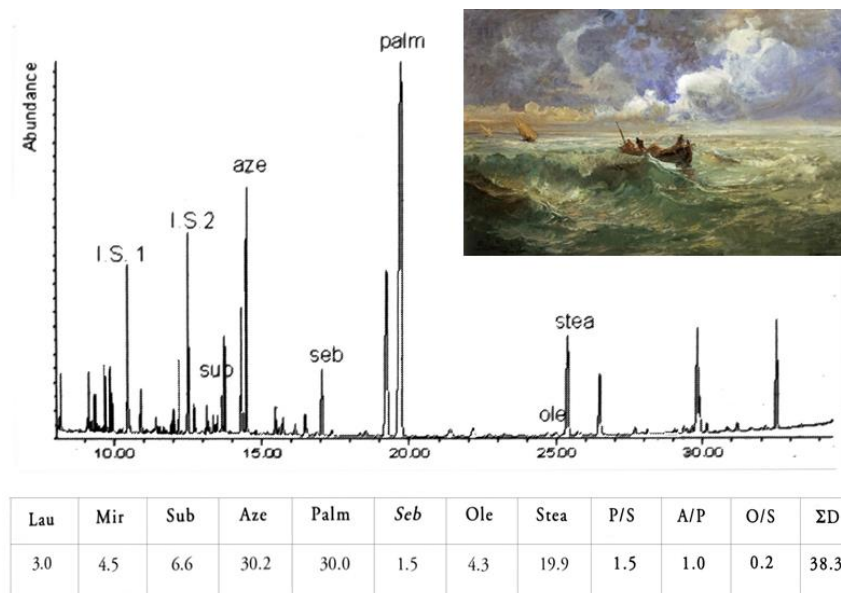 palm
Abundance
aze
I.S.2
I.S. 1
stea
seb
sub
ole
10.00 15.00 20.00 25.00 30.00
Lau Mir Sub Aze Palm Seb Ole Stea P/S A/P O/S ΣD
3.0 4.5 6.6 30.2 30.0 1.5 4.3 19.9 1.5 1.0 0.2 38.3